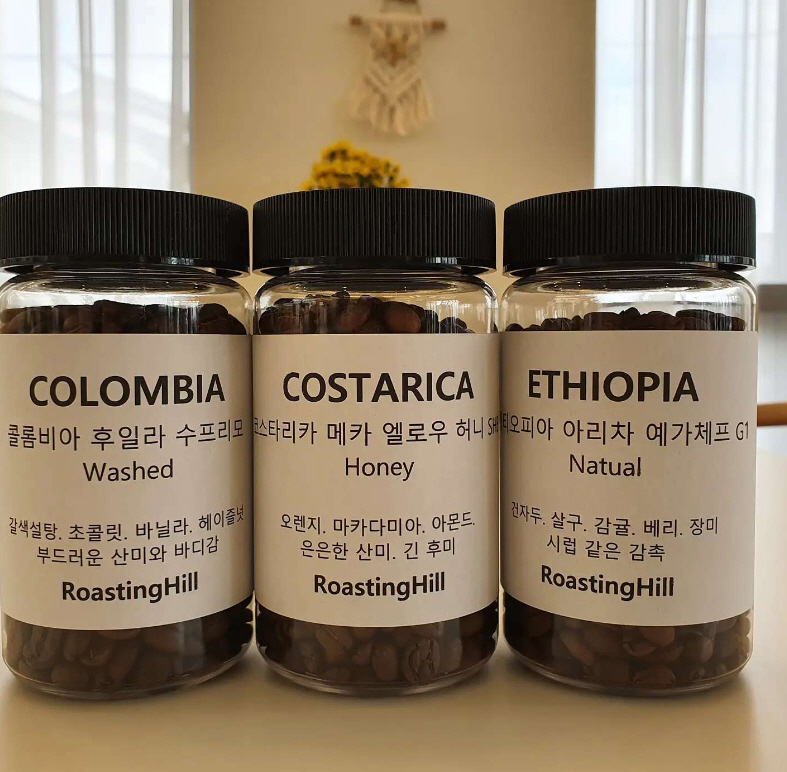 COLOMBIA
콜롬비아 후일라 수프리모
Washed
갈색설탕. 초콜릿. 바닐라. 헤이즐넛
부드러운 산미와 바디감
RoastingHill
COSTARICA
코스타리카 메카 엘로우 허니 SH
Honey
오렌지. 마카다미아. 아몬드.
은은한 산미. 긴 후미
RoastingHill
ETHIOPIA
티오피아 아리차 예가체프 G1
Natual
건자두. 살구. 감귤. 베리. 장미
시럽 같은 감촉
RoastingHill